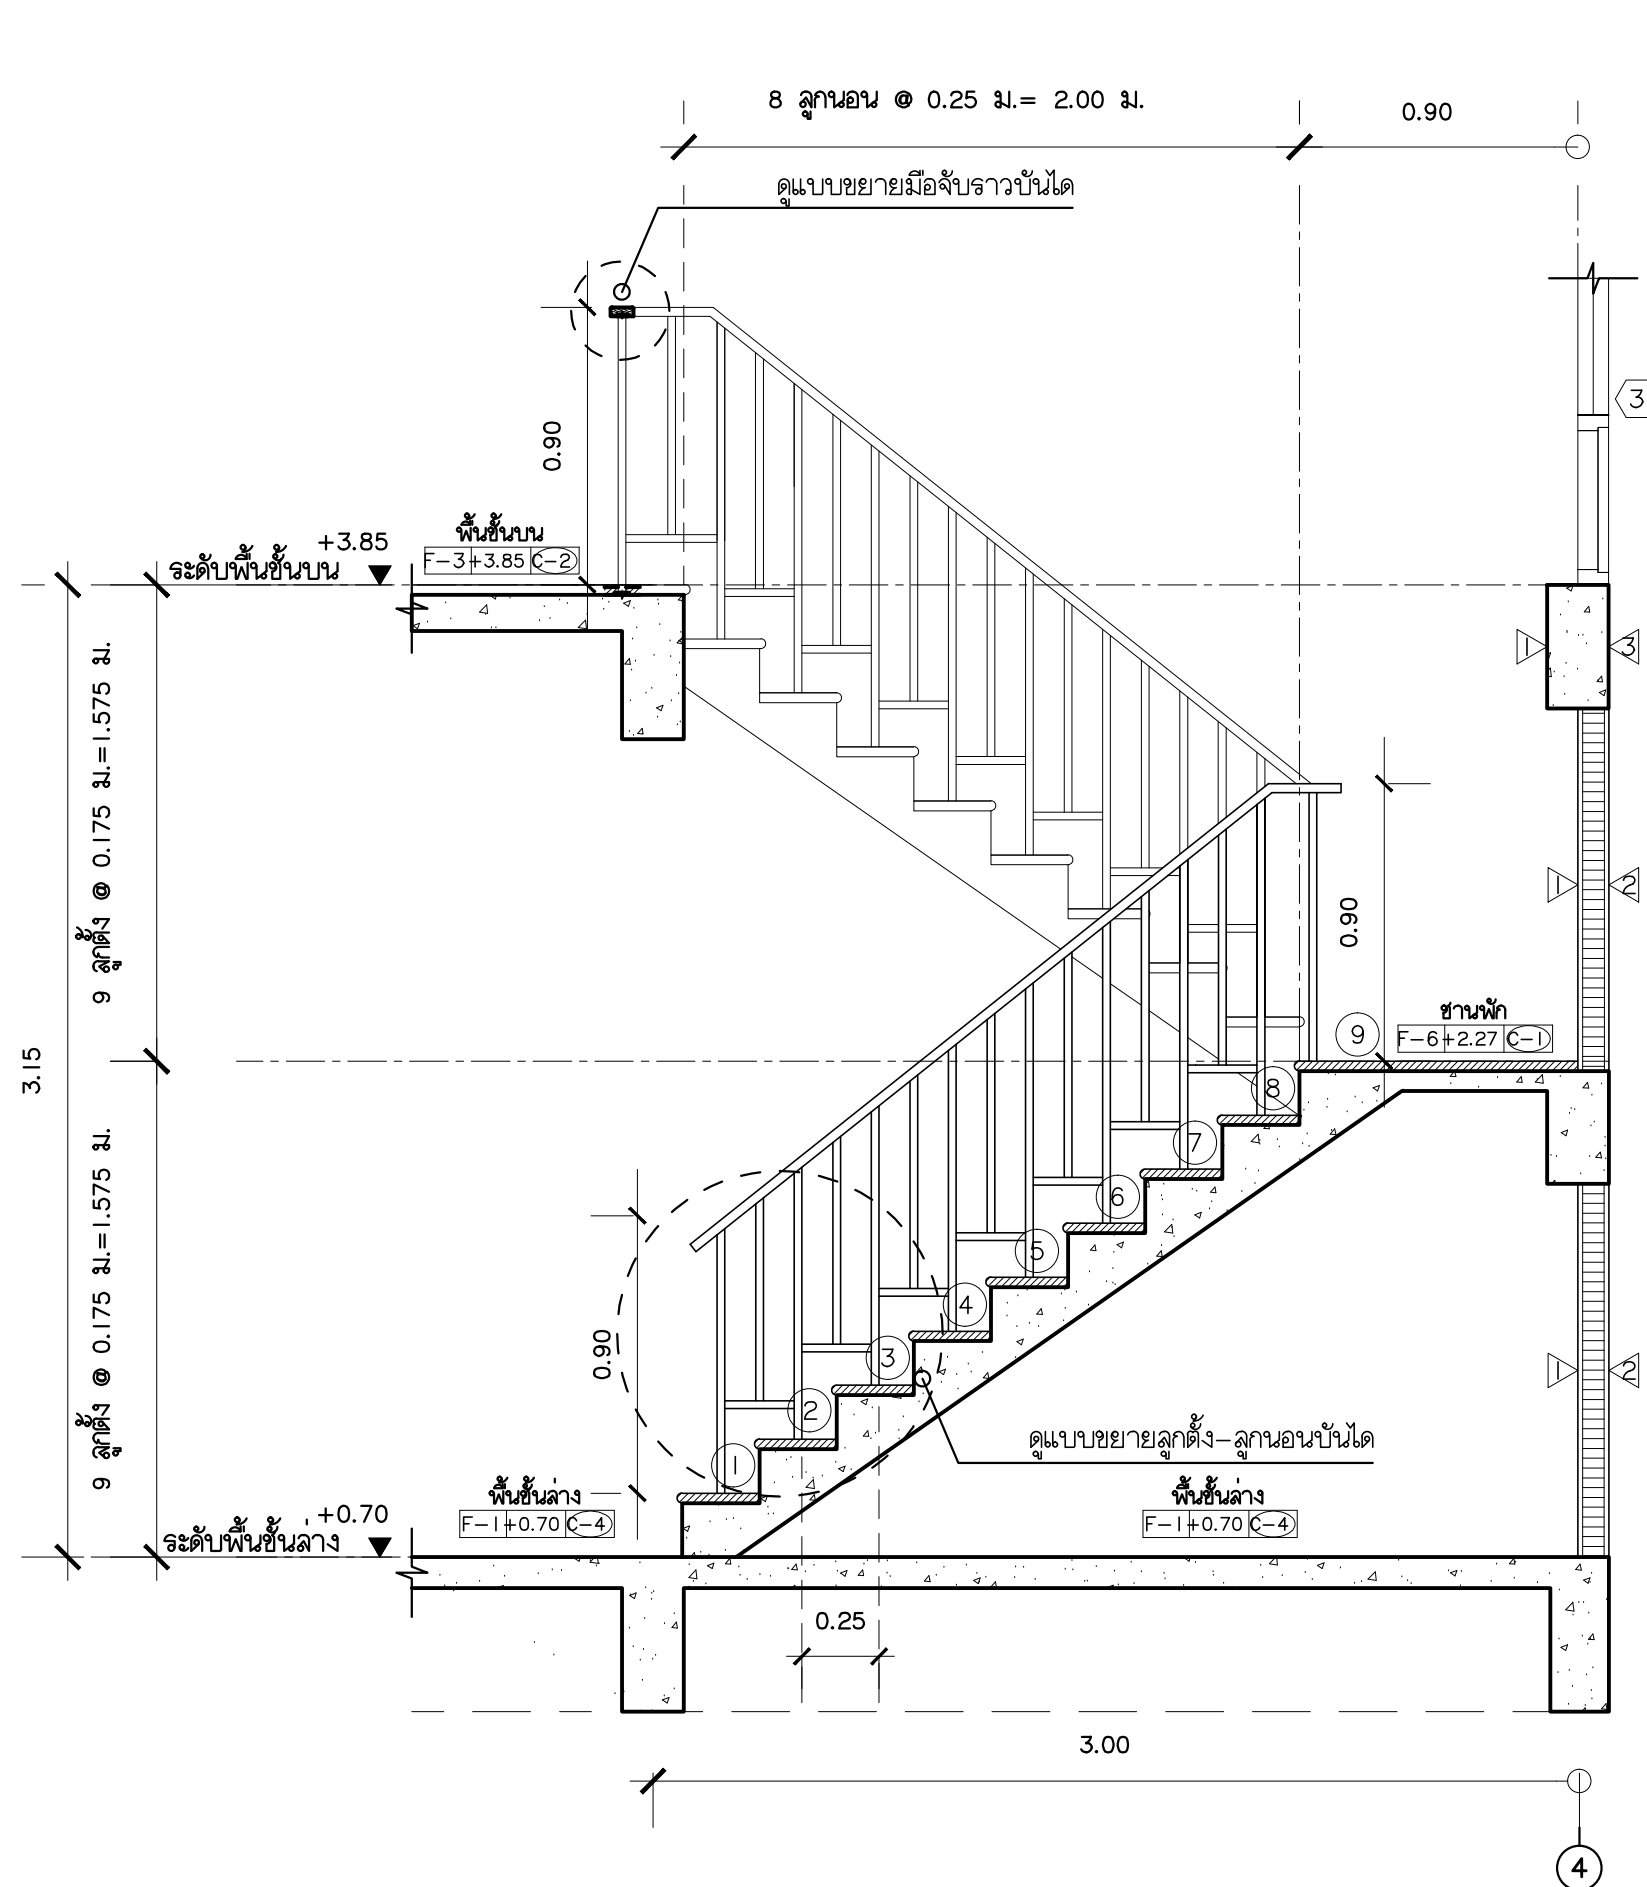 8 ลูกนอน @ 0.25 ม.= 2.00 ม.
0.90
ดูแบบขยายมือจับราวบันได
3
0.90
+3.85
ระดับพื้นชั้นบน
พื้นชั้นบน
F-3 +3.85 C-2
1 3
9 ลูกตั้ง @ 0.175 ม.=1.575 ม.
3.15
9 ลูกตั้ง @ 0.175 ม.=1.575 ม.
1 2
0.90
ชานพัก
F-6 +2.27 C-1
9
8
7
6
5
4
3
2
1
0.90
1 2
ดูแบบขยายลูกตั้ง-ลูกนอนบันได
พื้นชั้นล่าง
F-1 +0.70 C-4
พื้นชั้นล่าง
F-1 +0.70 C-4
+0.70
ระดับพื้นชั้นล่าง
0.25
3.00
4